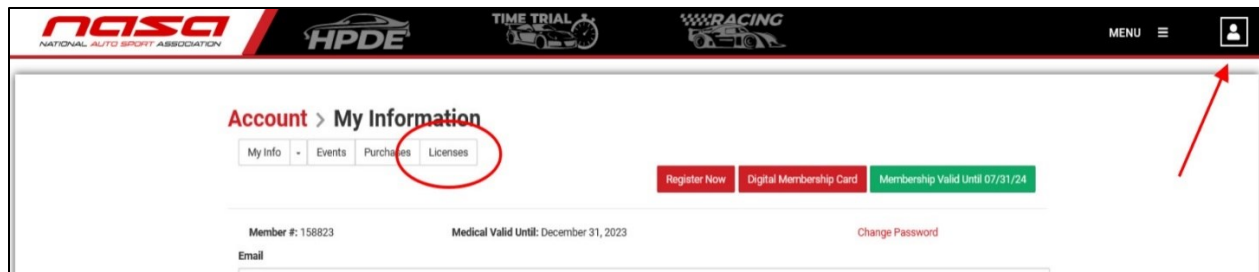 nasa HPDE TIME TRIAL RACING MENU
NATIONAL AUTO SPORT ASSOCIATION
Account > My Information
My Info Events Purchases Licenses
Register Now Digital Membership Card Membership Valid Until 07/31/24
Member #: 158823 Medical Valid Until: December 31, 2023 Change Password
Email